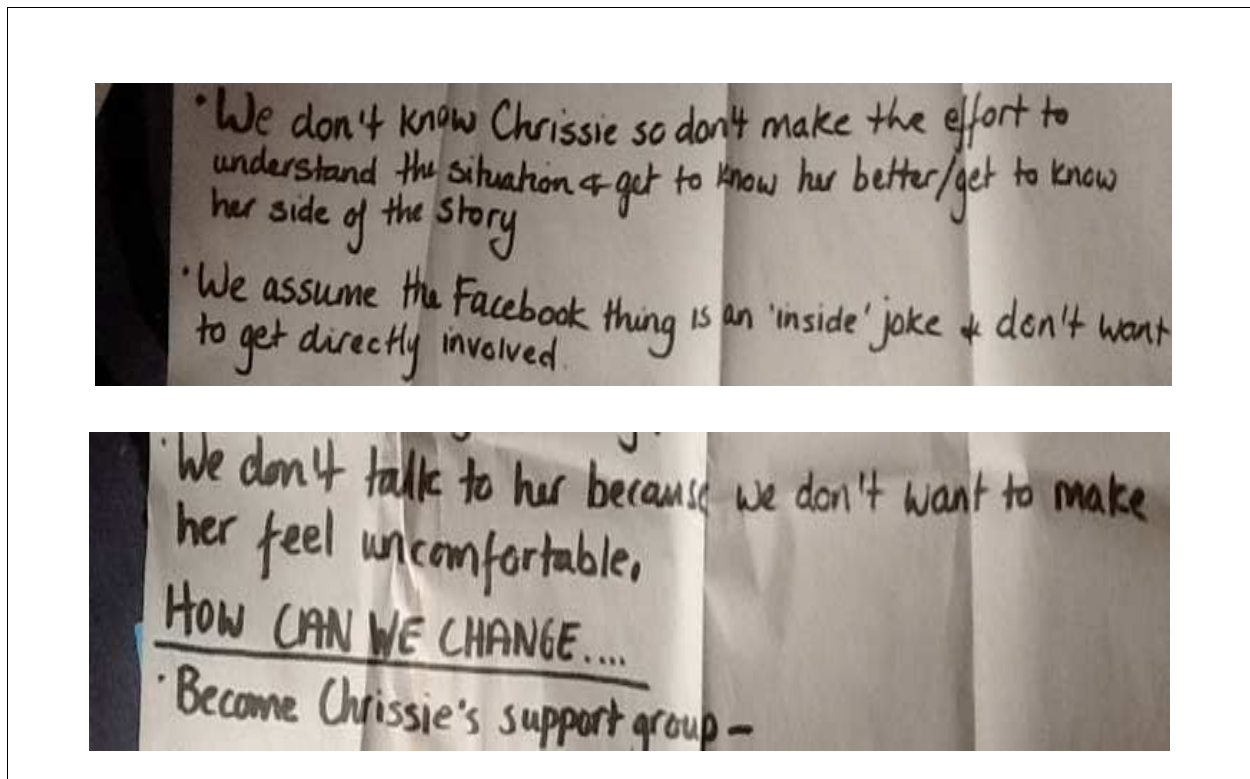 ·We don't know Chrissie so don't make the effort to
understand the situation & get to know her better/get to know
her side of the story
·We assume the Facebook thing is an 'inside' joke & don't want
to get directly involved.
·We don't talk to her because we don't want to make
her feel uncomfortable.
HOW CAN WE CHANGE....
·Become Chrissie's support group –